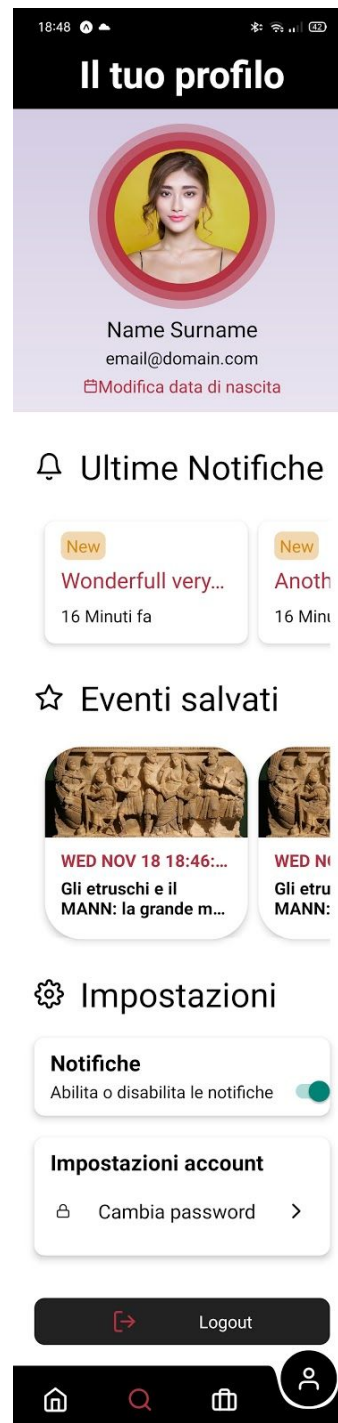 18:48 42
Il tuo profilo
Name Surname
email@domain.com
Modifica data di nascita
Ultime Notifiche
New New
Wonderfull very... Anoth
16 Minuti fa 16 Minu
Eventi salvati
WED NOV 18 18:46:... WED N
Gli etruschi e il Gli etru
MANN: la grande m... MANN:
Impostazioni
Notifiche
Abilita o disabilita le notifiche
Impostazioni account
Cambia password
Logout